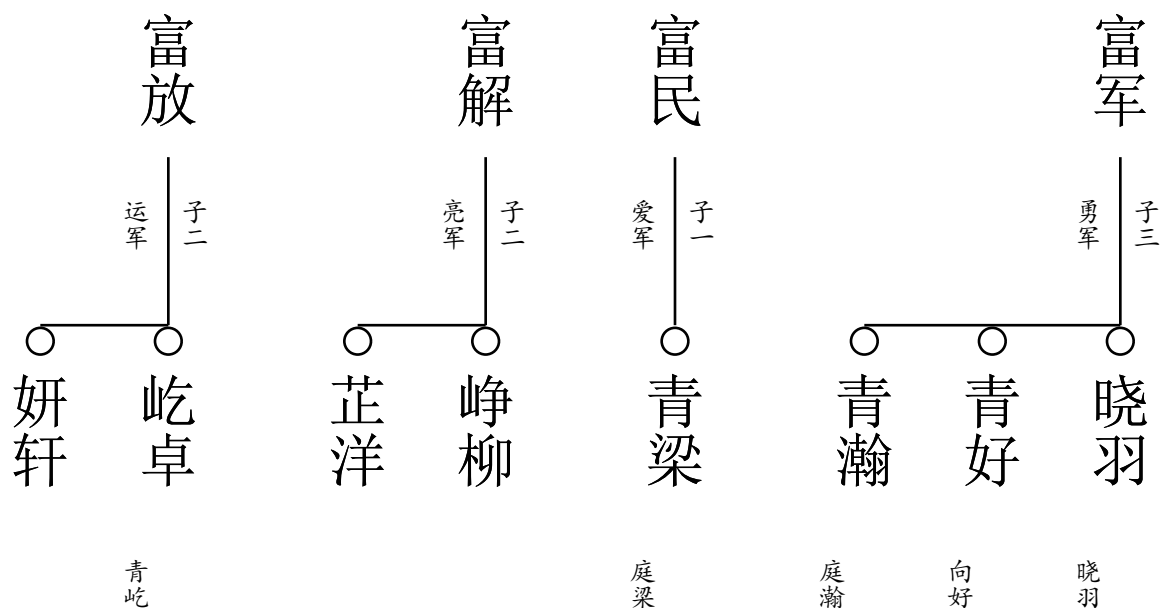 富军
富民
富解
富放
子三
勇军
子一
爱军
子二
亮军
子二
运军
晓羽
青好
青瀚
青梁
峥柳
芷洋
屹卓
妍轩
晓羽
向好
庭瀚
庭梁
青屹